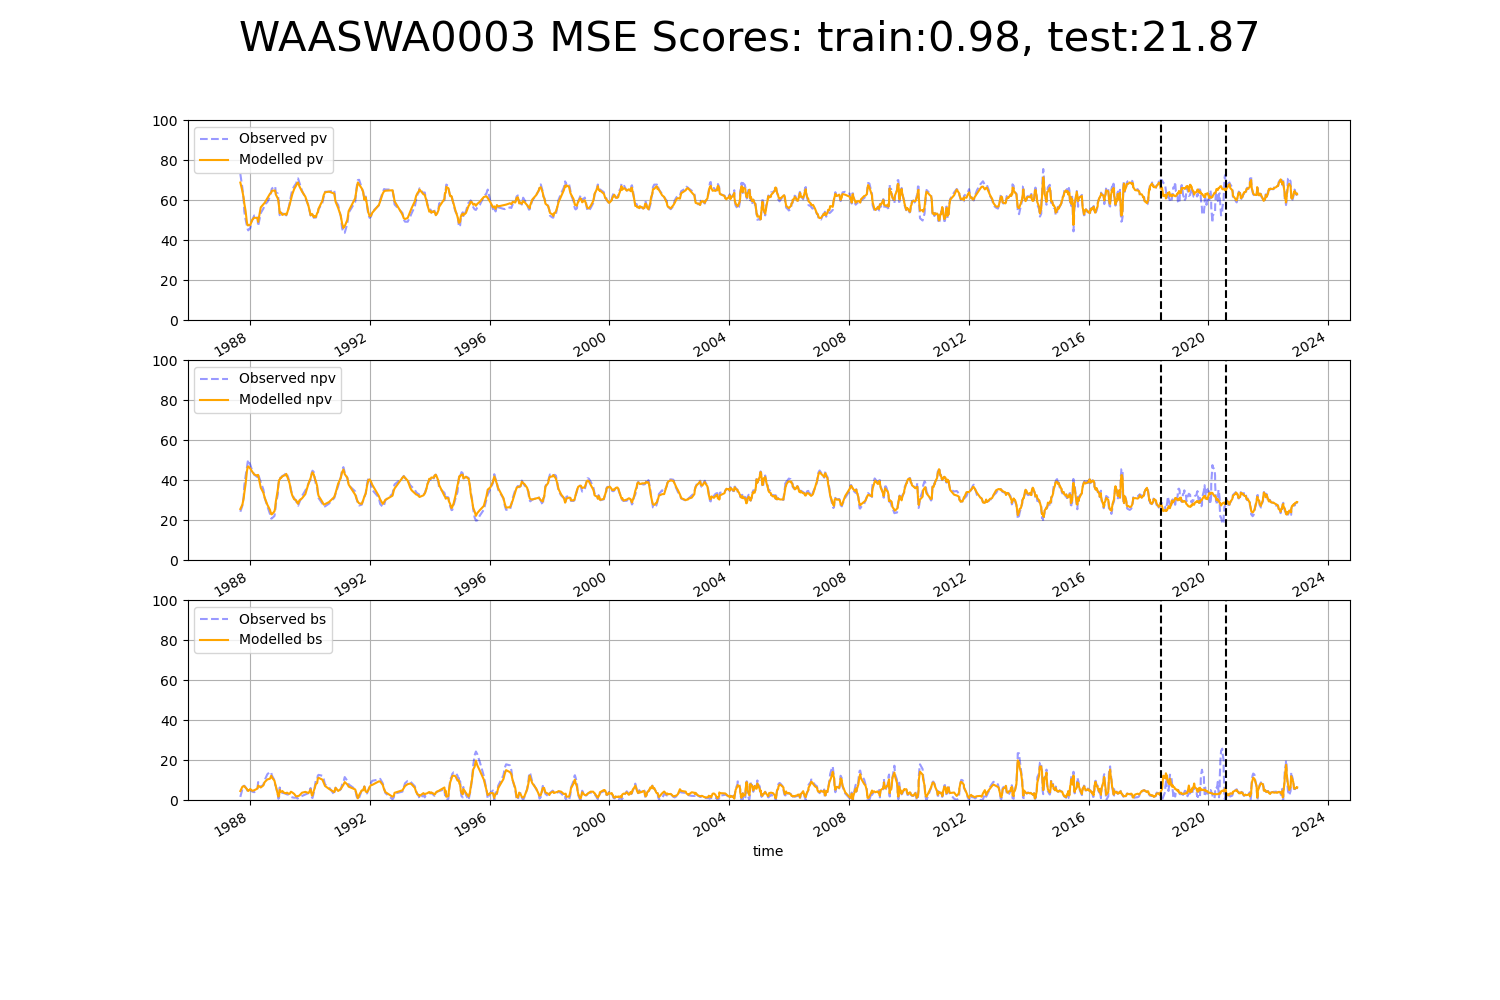 WAASWA0003 MSE Scores: train:0.98, test:21.87
100
80
60
40
20
0
Observed pv
Modelled pv
1988 1992 1996 2000 2004 2008 2012 2016 2020 2024
100
80
60
40
20
0
Observed npv
Modelled npv
1988 1992 1996 2000 2004 2008 2012 2016 2020 2024
100
80
60
40
20
0
Observed bs
Modelled bs
1988 1992 1996 2000 2004 2008 2012 2016 2020 2024
time